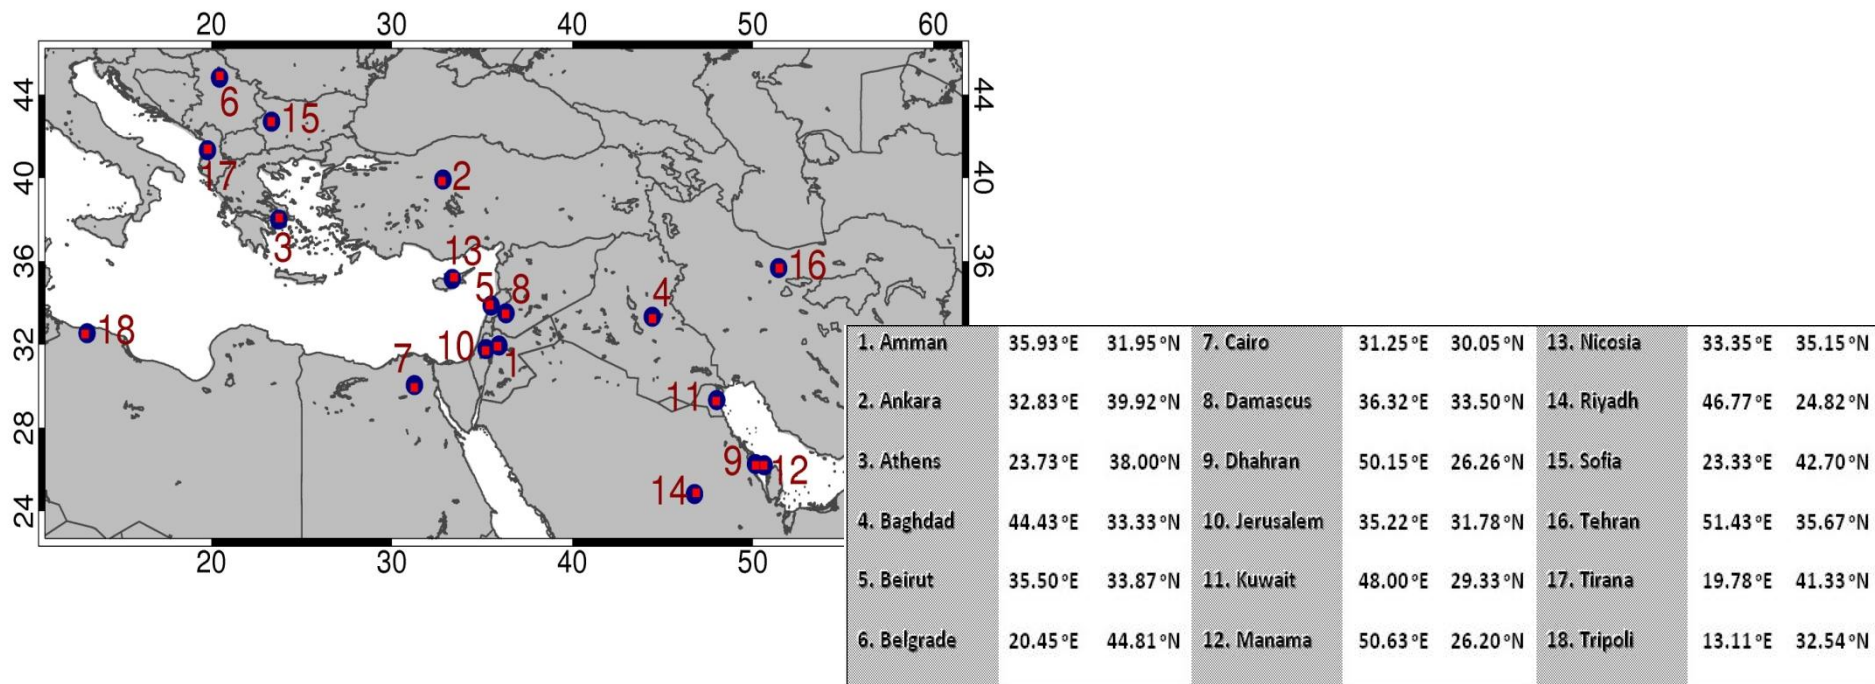 20 30 40 50 60
44 44
6
15
17
40 2 40
3
13
36 16 36
5 8
4
18
32 10 1
7
11
28
9 12
14
24
20 30 40 50
1. Amman 35.93°E 31.95°N 7. Cairo 31.25°E 30.05°N 13. Nicosia 33.35°E 35.15°N
2. Ankara 32.83°E 39.92°N 8. Damascus 36.32°E 33.50°N 14. Riyadh 46.77°E 24.82°N
3. Athens 23.73°E 38.00°N 9. Dhahran 50.15°E 26.26°N 15. Sofia 23.33°E 42.70°N
4. Baghdad 44.43°E 33.33°N 10. Jerusalem 35.22°E 31.78°N 16. Tehran 51.43°E 35.67°N
5. Beirut 35.50°E 33.87°N 11. Kuwait 48.00°E 29.33°N 17. Tirana 19.78°E 41.33°N
6. Belgrade 20.45°E 44.81°N 12. Manama 50.63°E 26.20°N 18. Tripoli 13.11°E 32.54°N